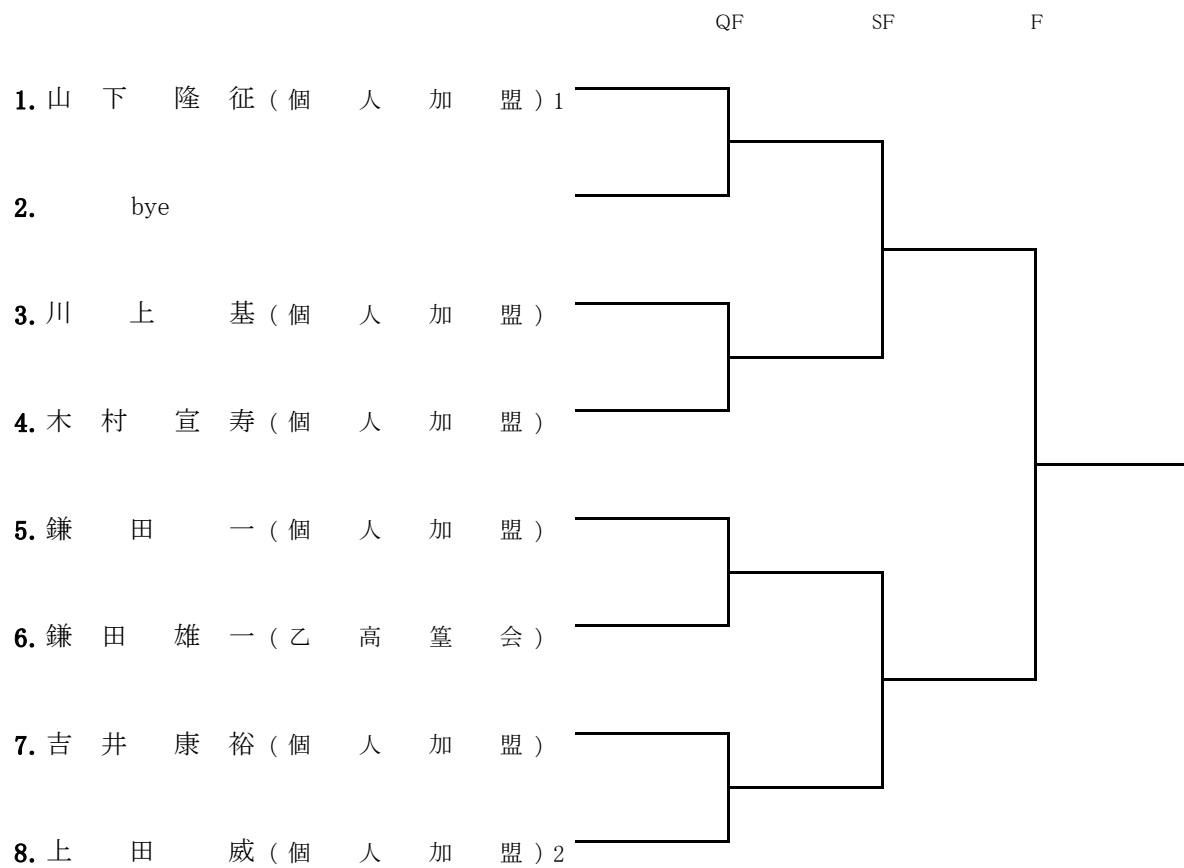 QF SF F
1. 山下 隆征 (個人加盟) 1
2. bye
3. 川上 基 (個人加盟)
4. 木村 宣寿 (個人加盟)
5. 鎌田 一 (個人加盟)
6. 鎌田 雄一 (乙高篁会)
7. 吉井 康裕 (個人加盟)
8. 上田 威 (個人加盟) 2